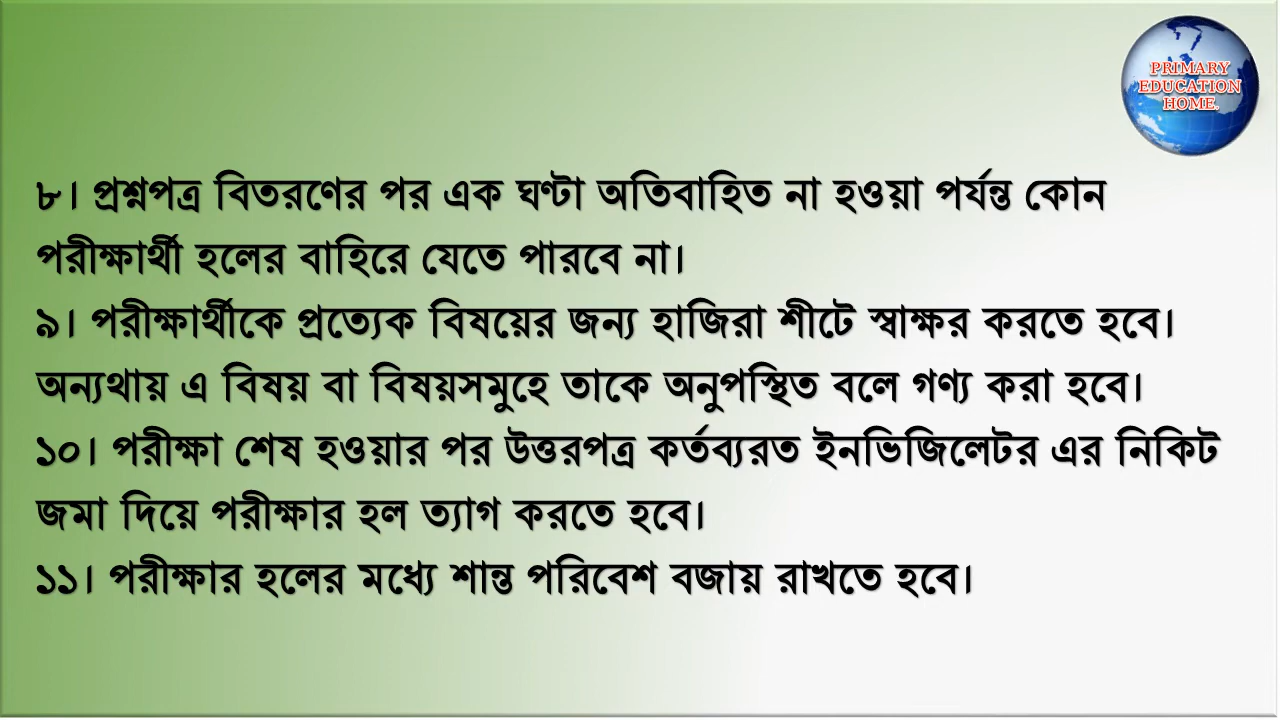 PRIMARY
EDUCATION
HOME.
৮। প্রশ্নপত্র বিতরণের পর এক ঘণ্টা অতিবাহিত না হওয়া পর্যন্ত কোন
পরীক্ষার্থী হলের বাহিরে যেতে পারবে না।
৯। পরীক্ষার্থীকে প্রত্যেক বিষয়ের জন্য হাজিরা শীটে স্বাক্ষর করতে হবে।
অন্যথায় এ বিষয় বা বিষয়সমুহে তাকে অনুপস্থিত বলে গণ্য করা হবে।
১০। পরীক্ষা শেষ হওয়ার পর উত্তরপত্র কর্তব্যরত ইনভিজিলেটর এর নিকিট
জমা দিয়ে পরীক্ষার হল ত্যাগ করতে হবে।
১১। পরীক্ষার হলের মধ্যে শান্ত পরিবেশ বজায় রাখতে হবে।